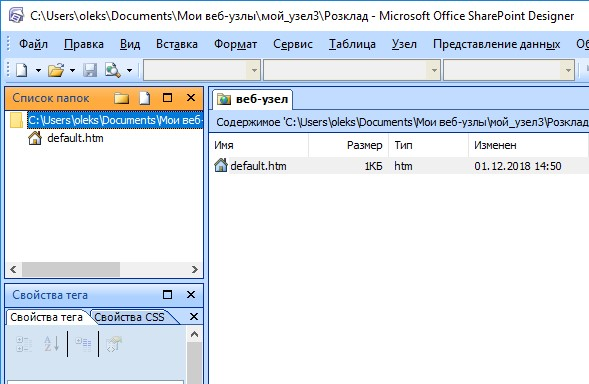 C:\Users\oleks\Documents\Мои веб-узлы\мой_узел3\Розклад - Microsoft Office SharePoint Designer
Файл Правка Вид Вставка Формат Сервис Таблица Узел Представление данных
Список папок
C:\Users\oleks\Documents\Мои веб-
default.htm
веб-узел
Содержимое 'C:\Users\oleks\Documents\Мои веб-узлы\мой_узел3\Розклад
Имя Размер Тип Изменен
default.htm 1КБ htm 01.12.2018 14:50
Свойства тега
Свойства тега Свойства CSS